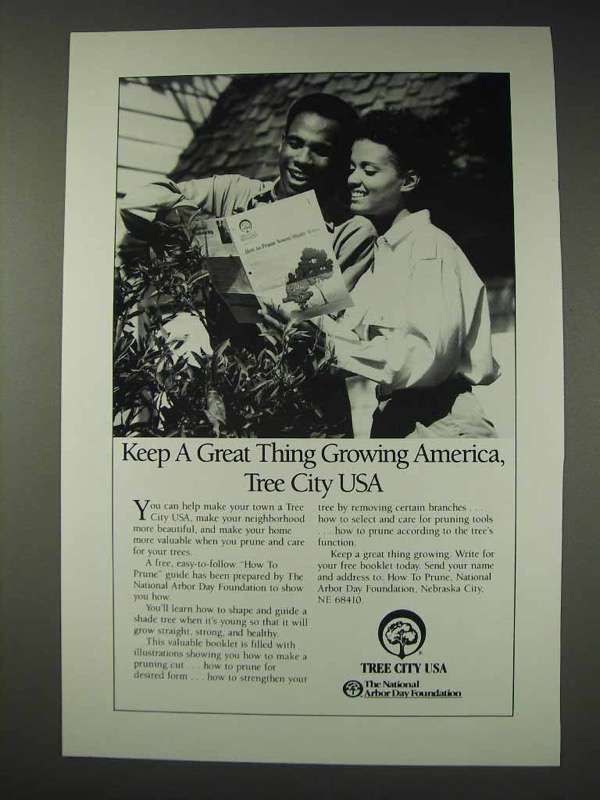 How to Prune Young Shade Trees
Keep A Great Thing Growing America,
Tree City USA
You can help make your town a Tree
City USA, make your neighborhood
more beautiful, and make your home
more valuable when you prune and care
for your trees.
A free, easy-to-follow "How To
Prune" guide has been prepared by The
National Arbor Day Foundation to show
you how.
You'll learn how to shape and guide a
shade tree when it's young so that it will
grow straight, strong, and healthy.
This valuable booklet is filled with
illustrations showing you how to make a
pruning cut . . . how to prune for
desired form . . . how to strengthen your
tree by removing certain branches . . .
how to select and care for pruning tools
. . . how to prune according to the tree's
function.
Keep a great thing growing. Write for
your free booklet today. Send your name
and address to: How To Prune, National
Arbor Day Foundation, Nebraska City,
NE 68410.
®
TREE CITY USA
The National
Arbor Day Foundation